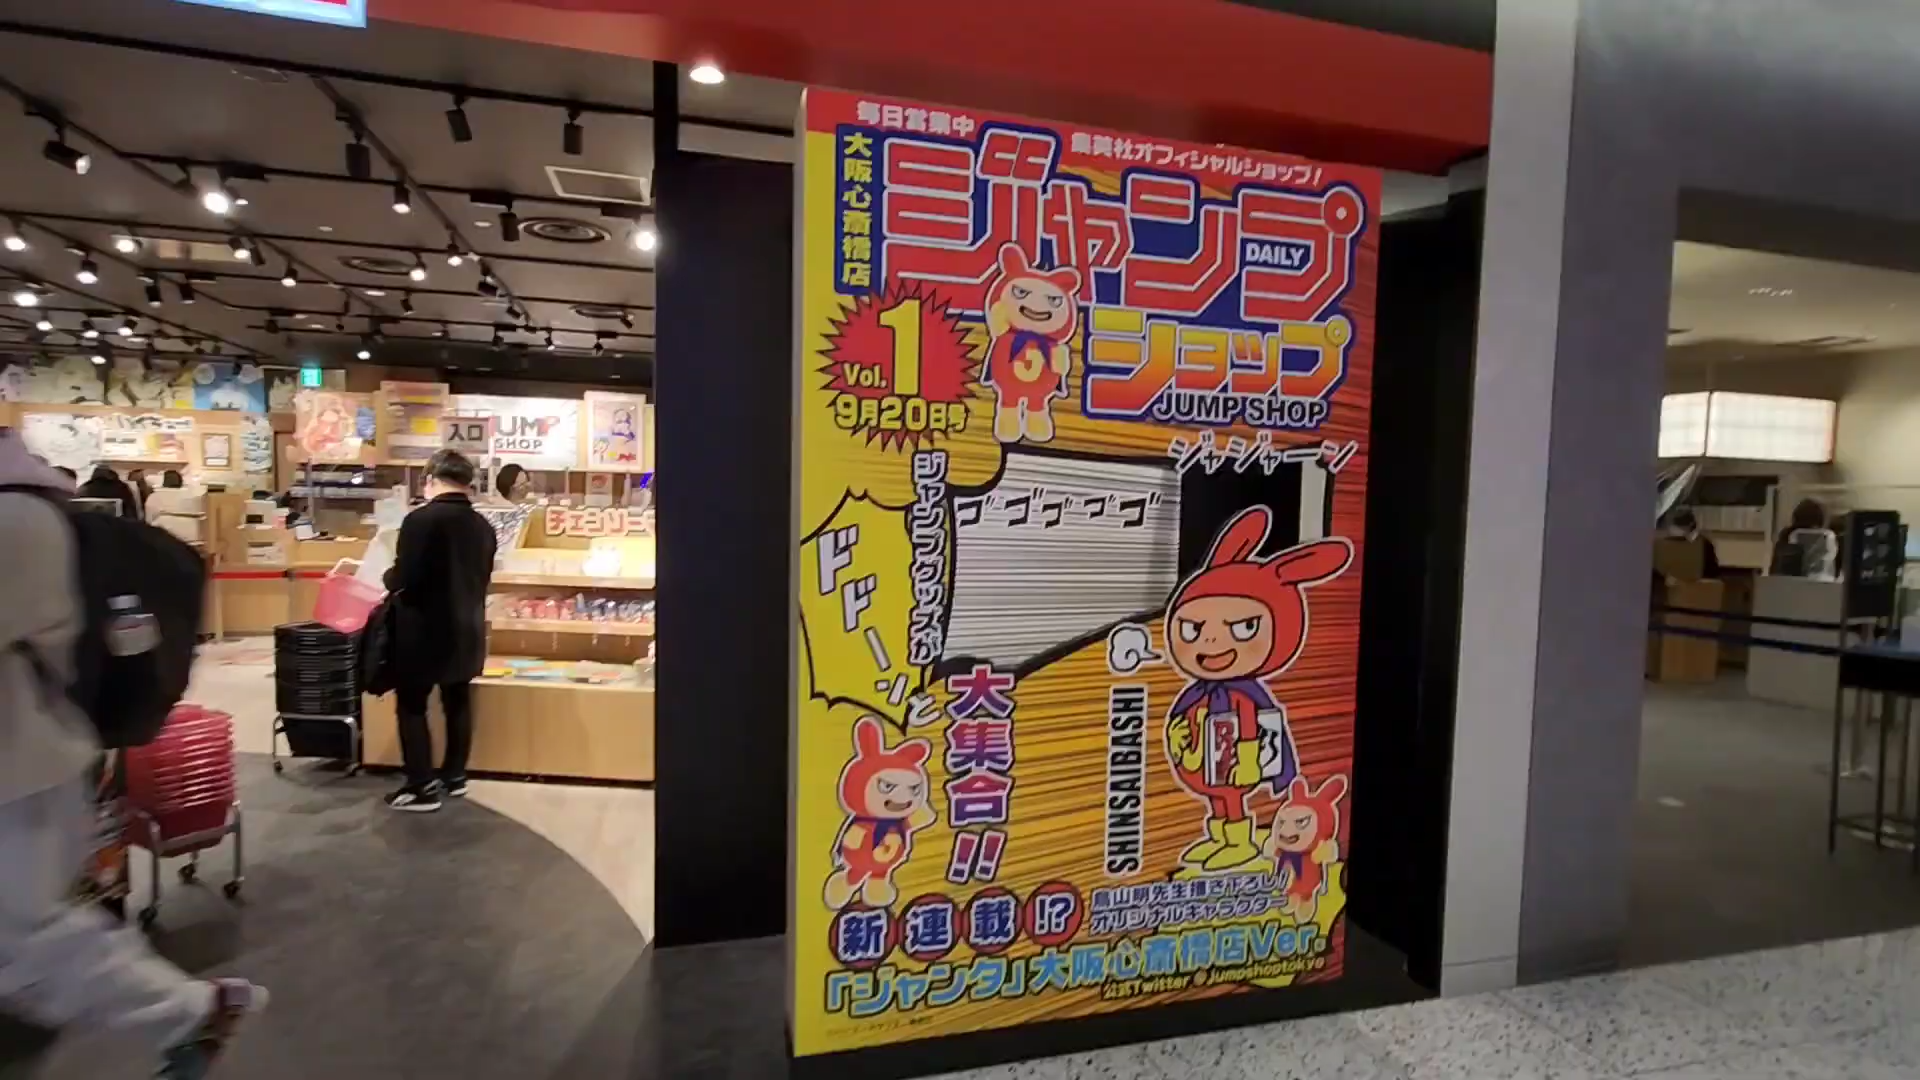 毎日営業中
集英社オフィシャルショップ!
大阪心斎橋店
ジャンプ
DAILY
ショップ
JUMP SHOP
Vol.1
9月20日号
ジャジャーン
ゴゴゴゴゴ
ジャンプグッズが
ドドーンと
大集合!!
SHINSAIBASHI
新連載!?
鳥山明先生描き下ろし!
オリジナルキャラクター
「ジャンタ」大阪心斎橋店Ver.
公式Twitter @jumpshoptokyo
入口
JUMP
SHOP
チェンソーマ